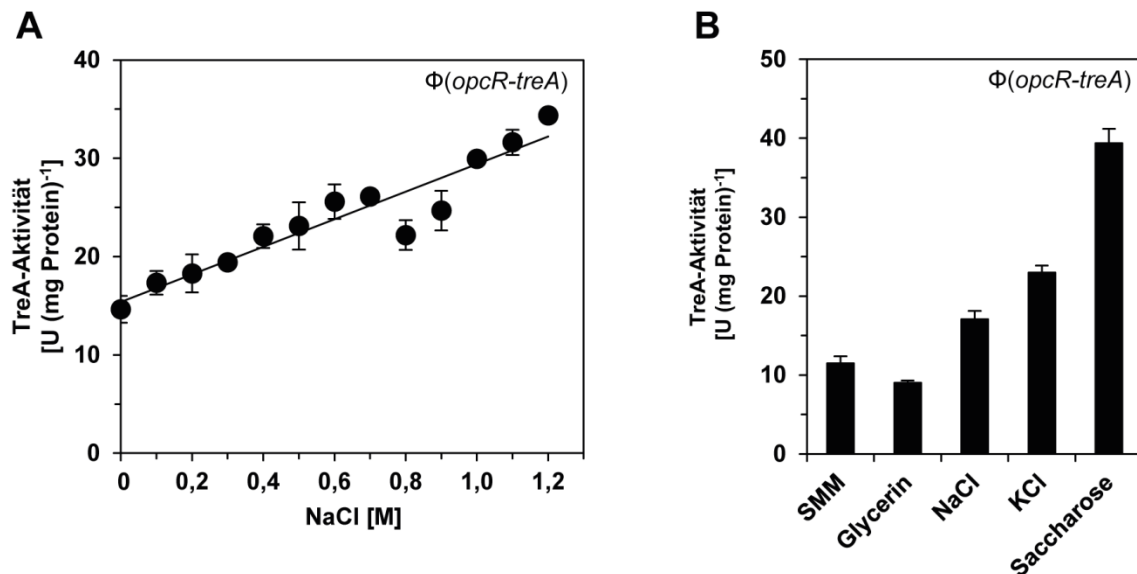 A
Φ(opcR-treA)
TreA-Aktivität
[U (mg Protein)⁻¹]
40
30
20
10
0
0 0,2 0,4 0,6 0,8 1,0 1,2
NaCl [M]
B
Φ(opcR-treA)
TreA-Aktivität
[U (mg Protein)⁻¹]
50
40
30
20
10
0
SMM
Glycerin
NaCl
KCl
Saccharose